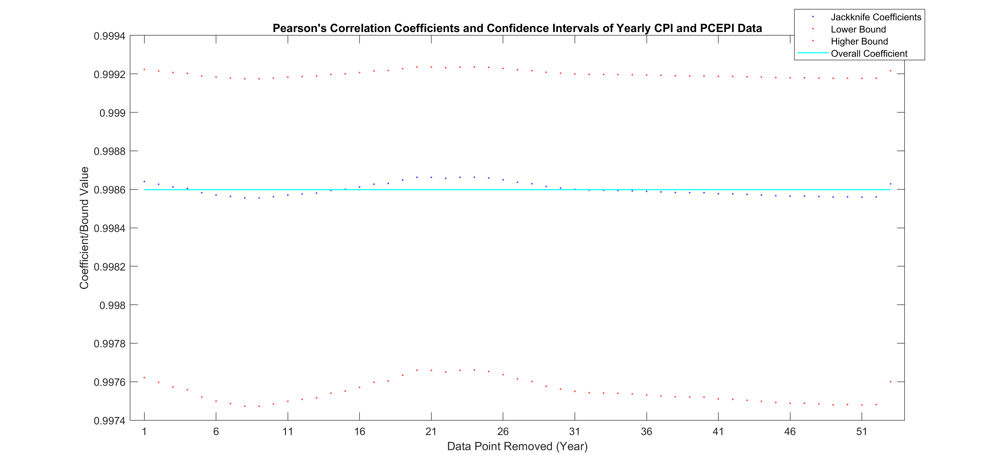 Pearson's Correlation Coefficients and Confidence Intervals of Yearly CPI and PCEPI Data
Jackknife Coefficients
Lower Bound
Higher Bound
Overall Coefficient
Coefficient/Bound Value
0.9994
0.9992
0.999
0.9988
0.9986
0.9984
0.9982
0.998
0.9978
0.9976
0.9974
1 6 11 16 21 26 31 36 41 46 51
Data Point Removed (Year)